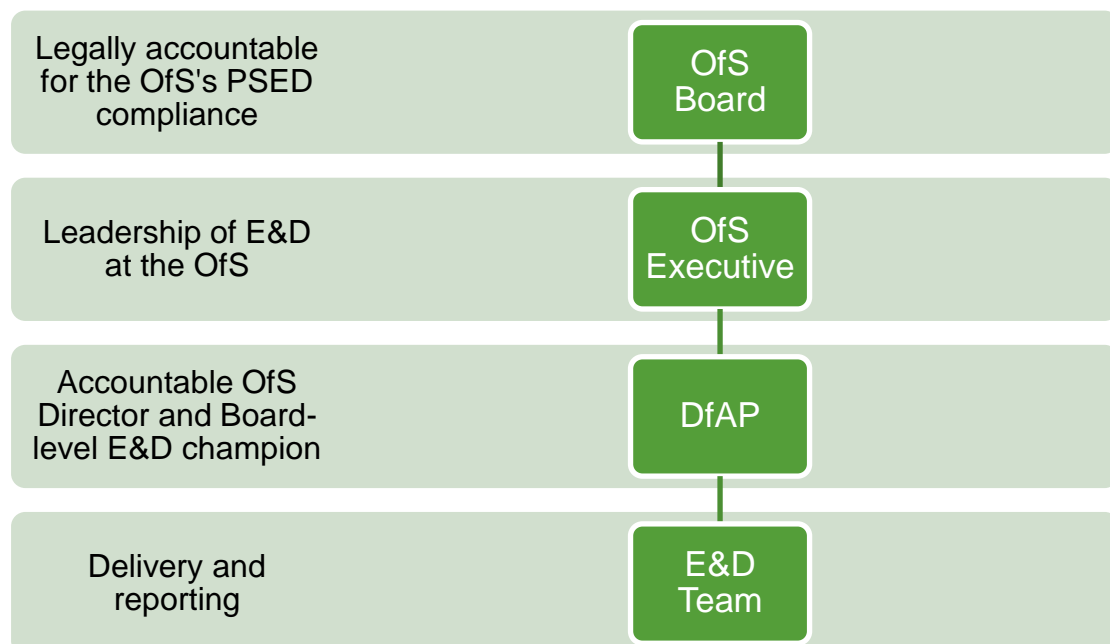 Legally accountable
for the OfS's PSED
compliance
OfS
Board
Leadership of E&D
at the OfS
OfS
Executive
Accountable OfS
Director and Board-
level E&D champion
DfAP
Delivery and
reporting
E&D
Team